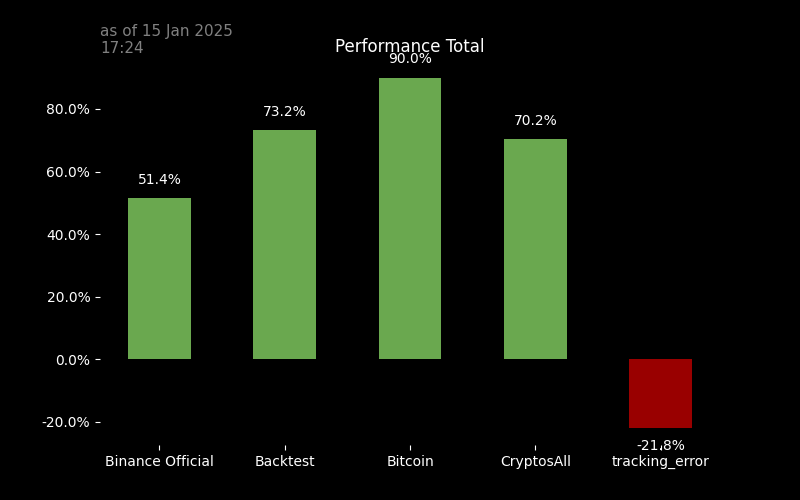 as of 15 Jan 2025
17:24
Performance Total
90.0%
80.0%
73.2%
70.2%
60.0%
51.4%
40.0%
20.0%
0.0%
-20.0%
-21.8%
Binance Official
Backtest
Bitcoin
CryptosAll
tracking_error